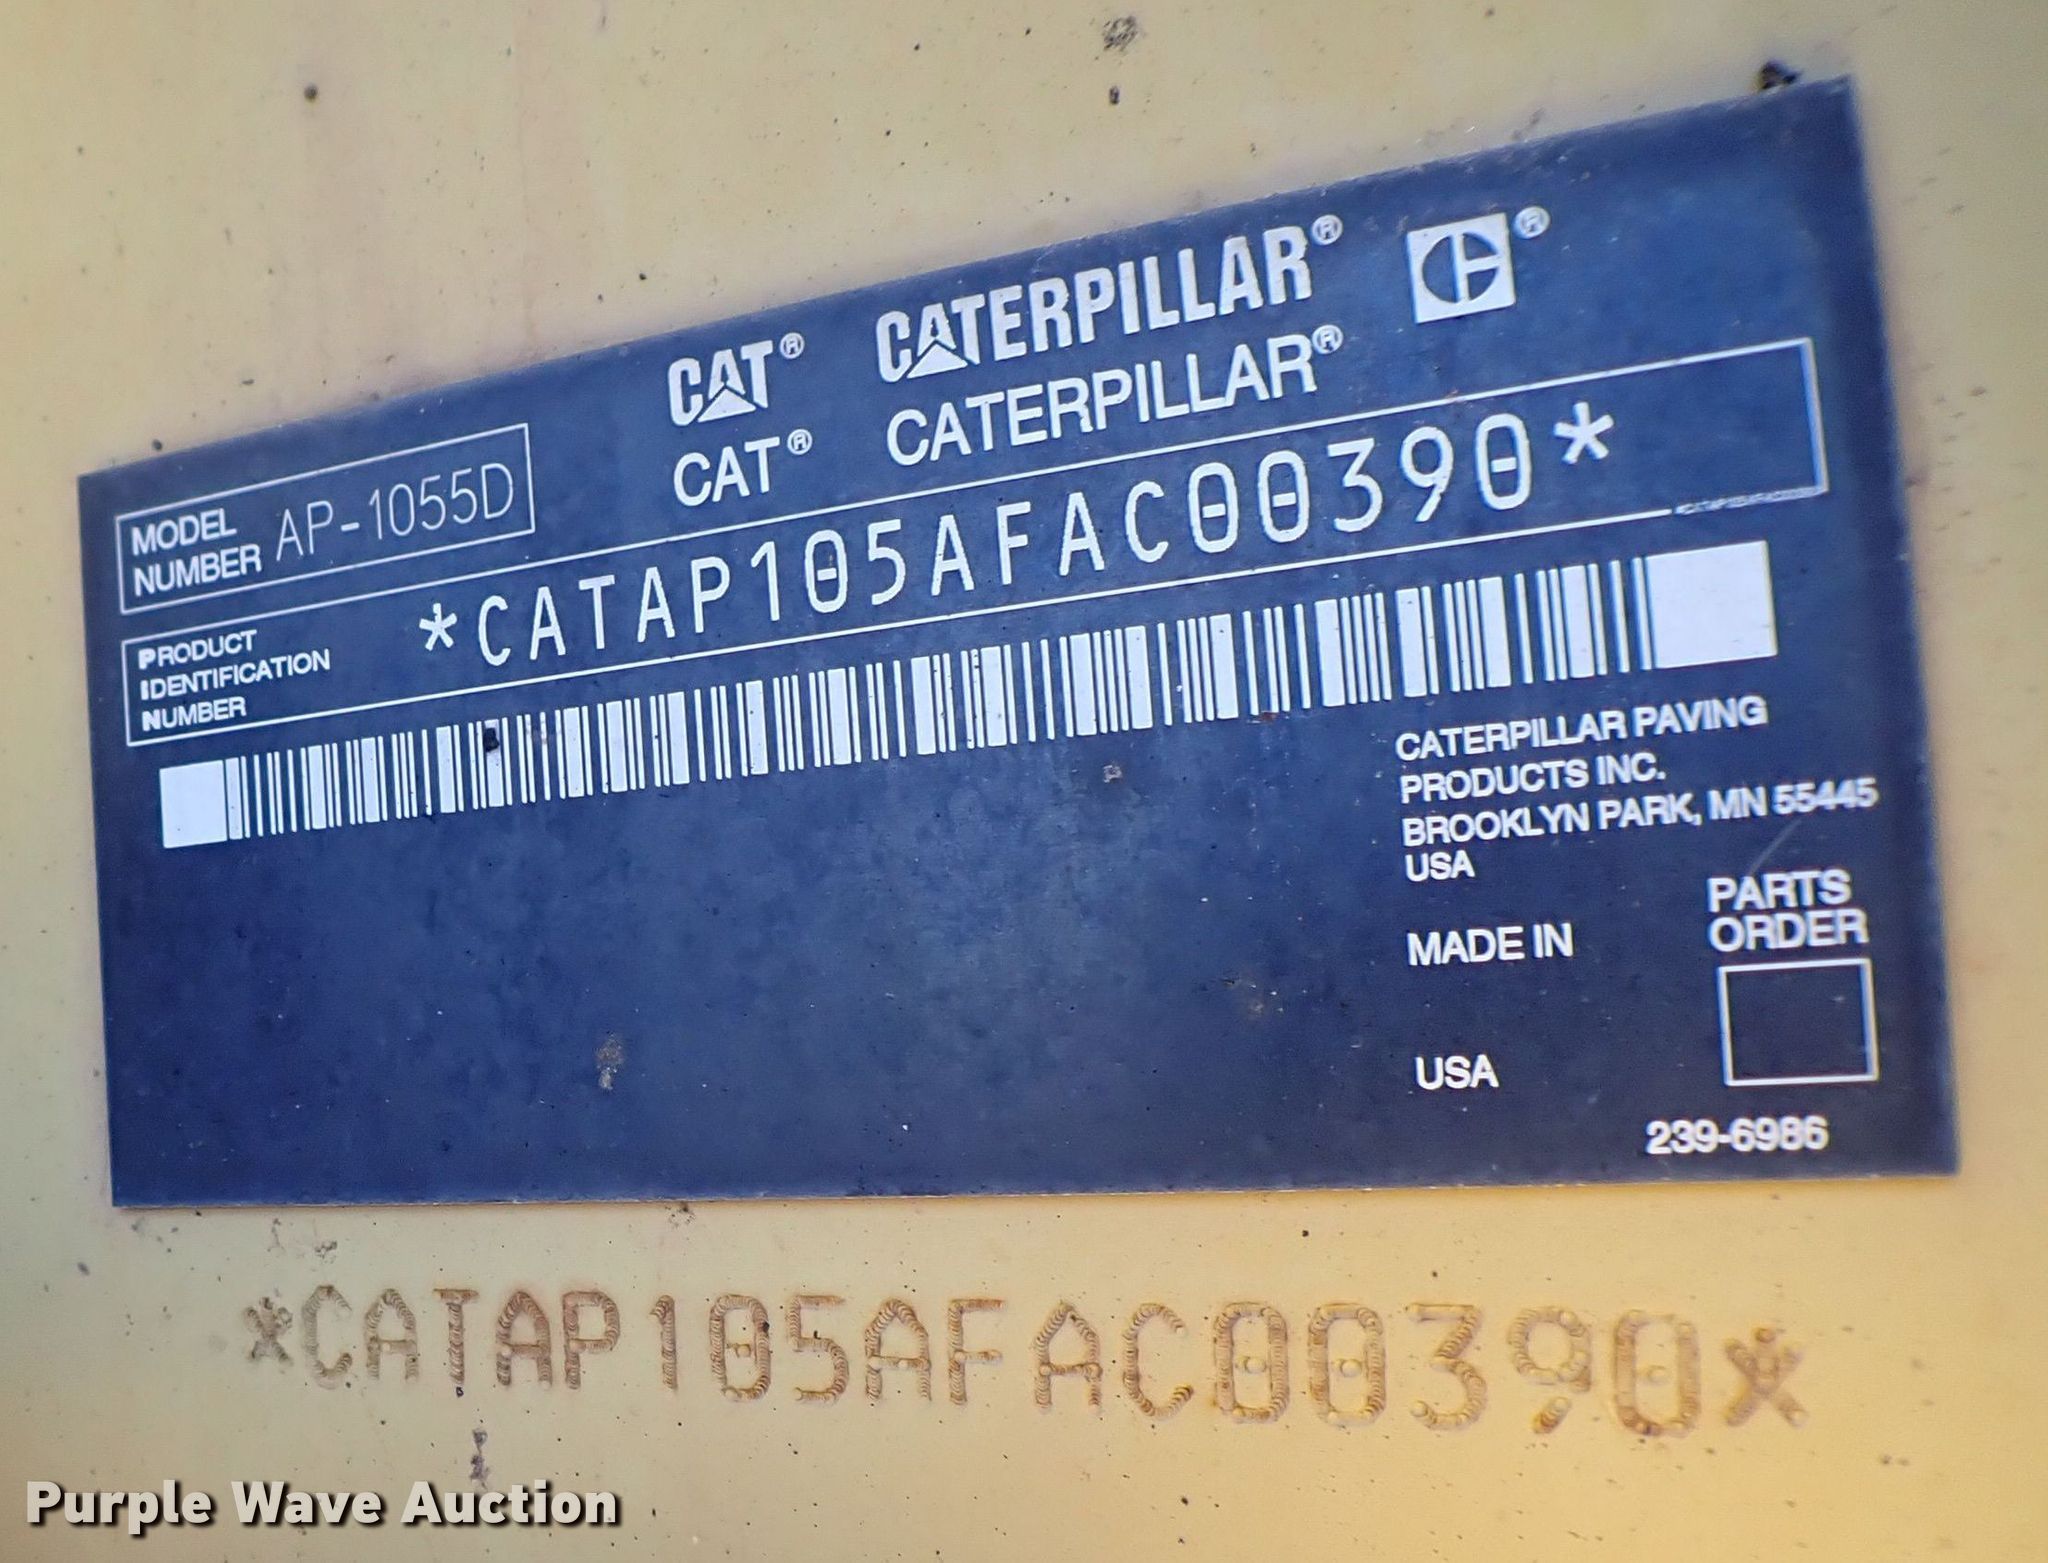 CAT® CATERPILLAR® ®
CAT® CATERPILLAR®
MODEL
NUMBER AP-1055D
PRODUCT
IDENTIFICATION
NUMBER
*CATAP105AFAC00390*
CATERPILLAR PAVING
PRODUCTS INC.
BROOKLYN PARK, MN 55445
USA
MADE IN
USA
PARTS
ORDER
239-6986
*CATAP105AFAC00390*
Purple Wave Auction